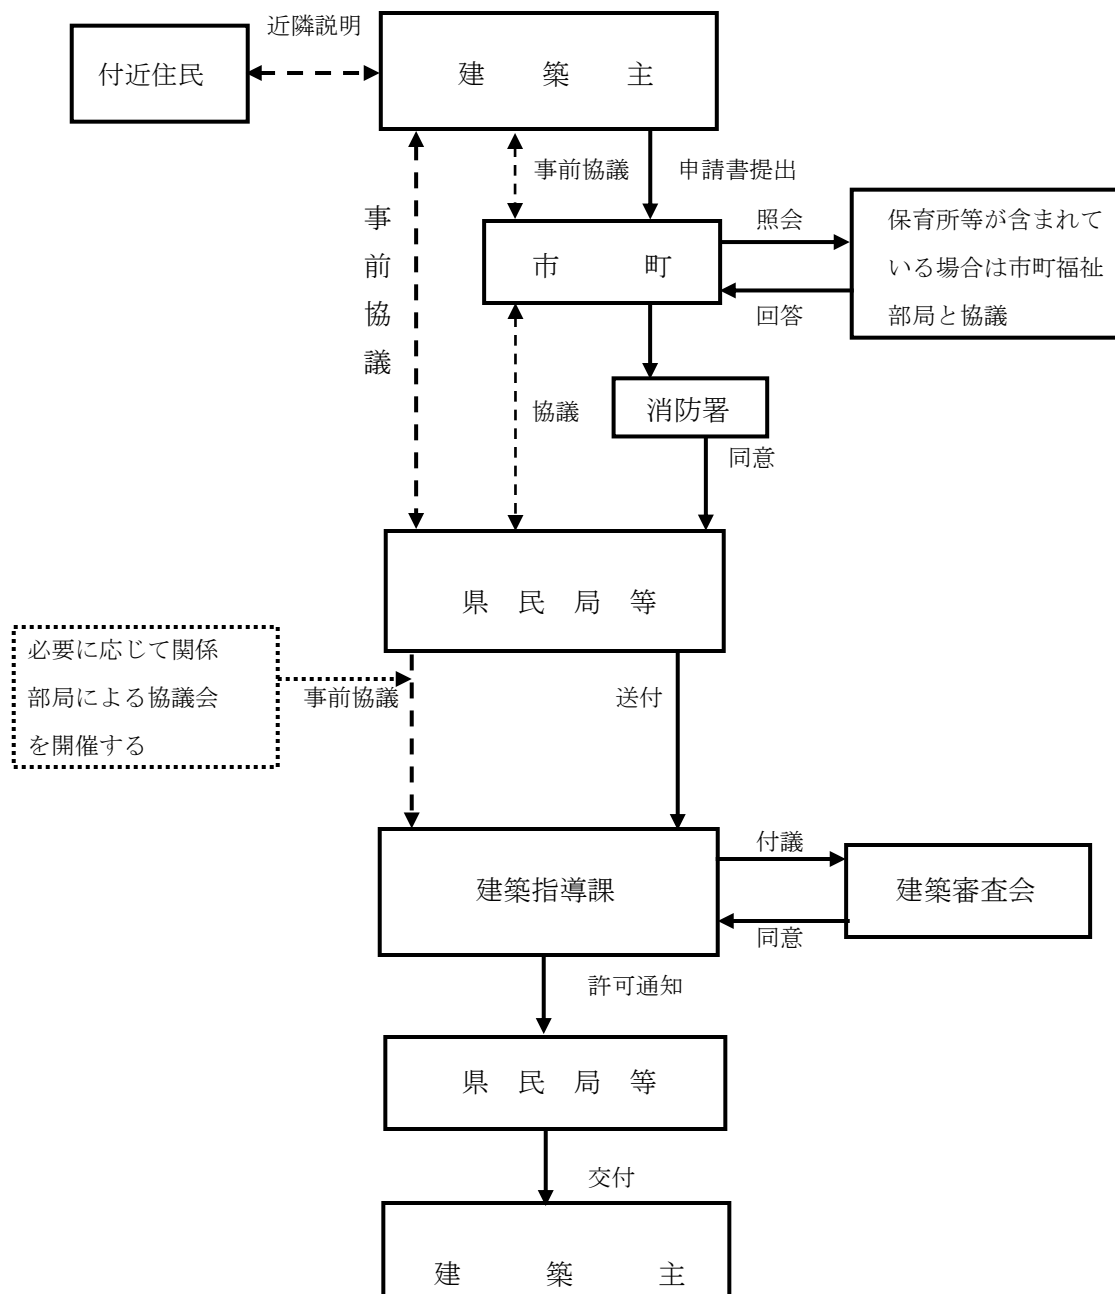 近隣説明
付近住民
建 築 主
事前協議
申請書提出
事前協議
照会
保育所等が含まれて
いる場合は市町福祉
部局と協議
市 町
回答
消防署
協議
同意
県 民 局 等
必要に応じて関係
部局による協議会
を開催する
事前協議
送付
付議
建築指導課
建築審査会
同意
許可通知
県 民 局 等
交付
建 築 主